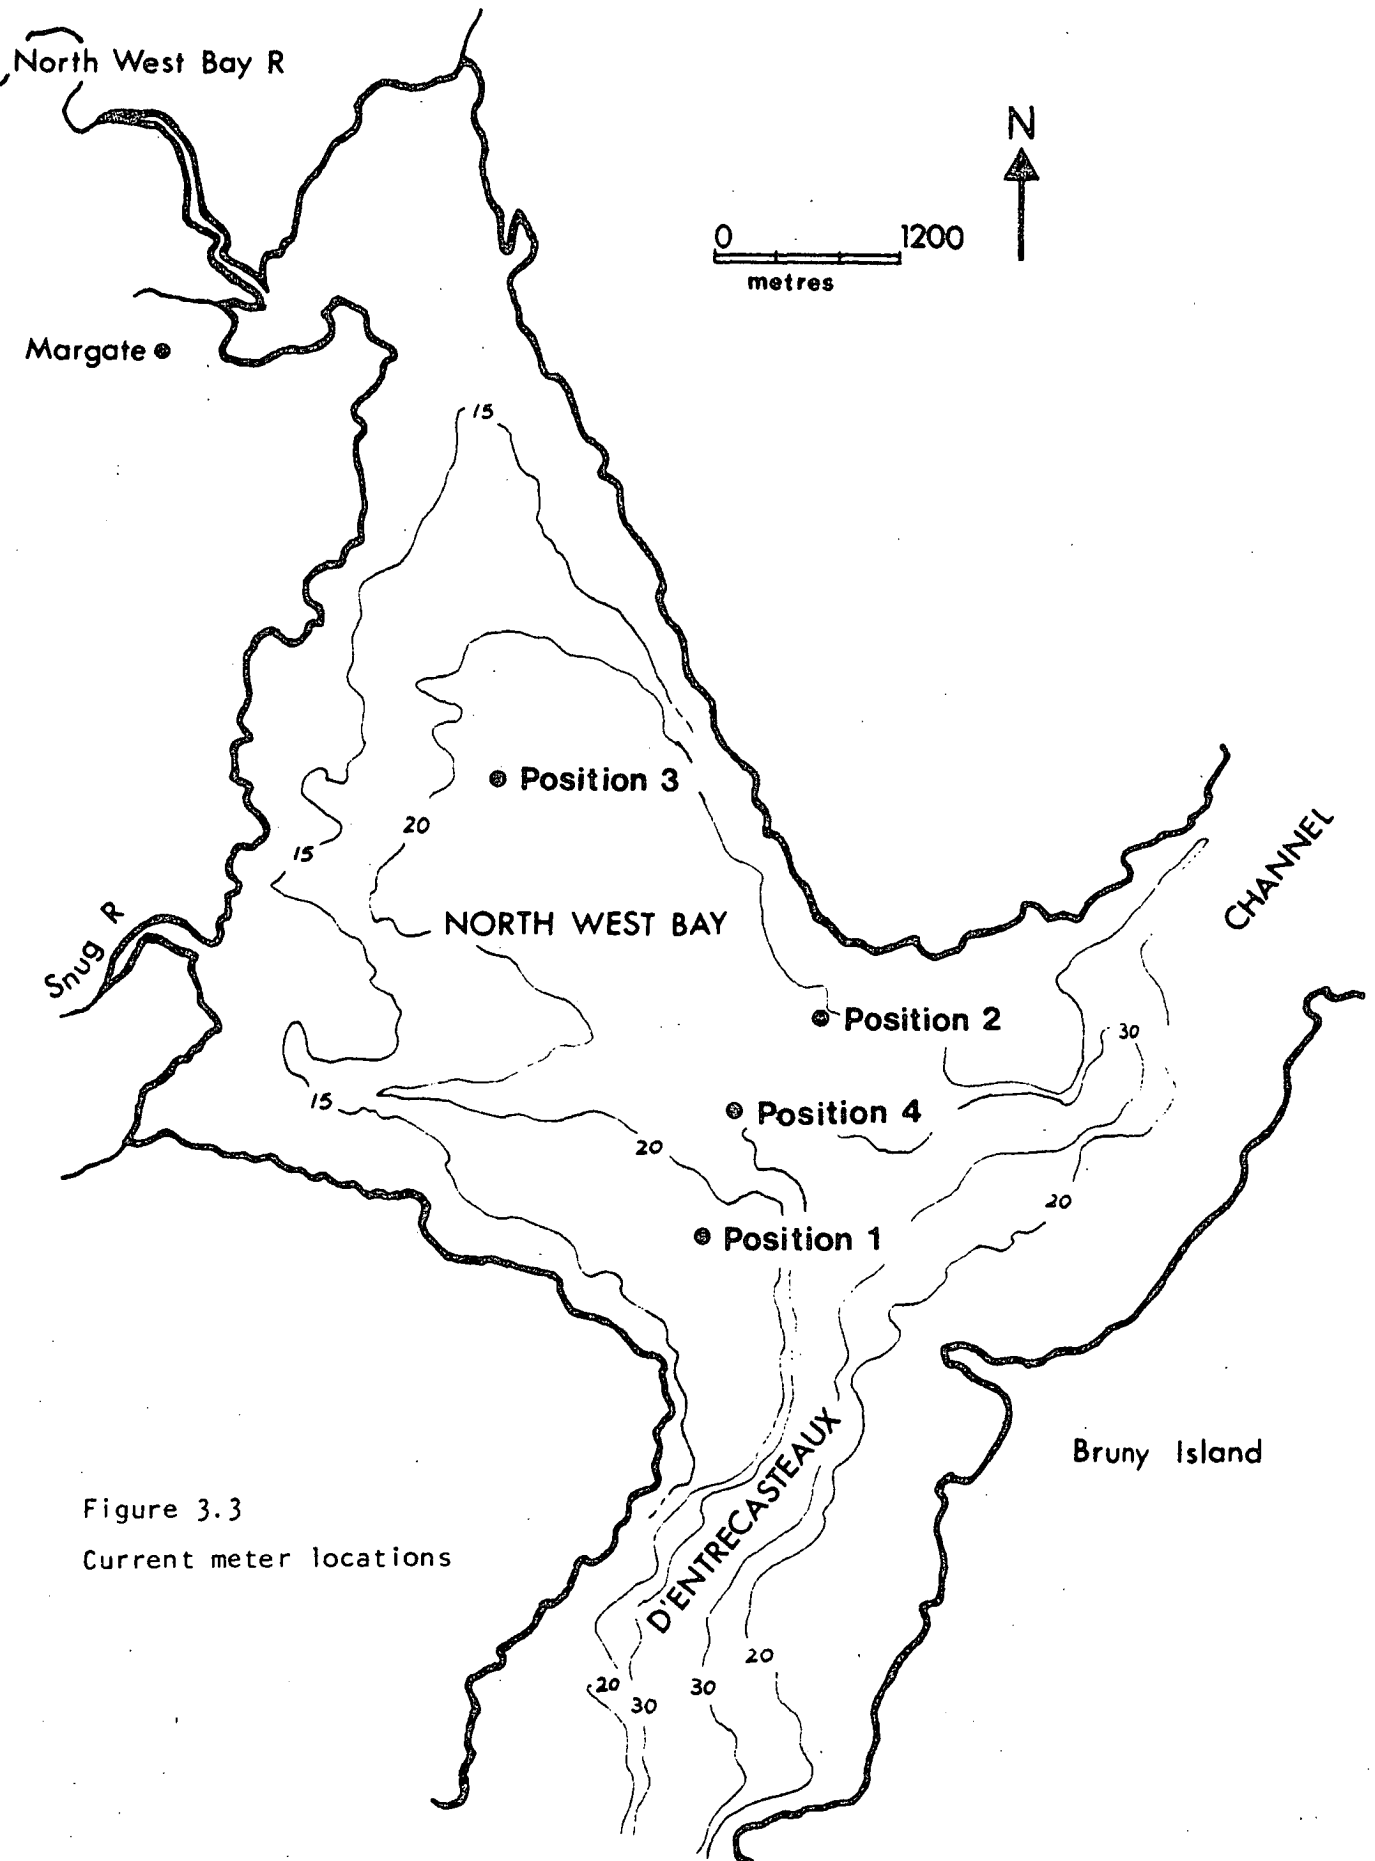 North West Bay R
N
0 1200
metres
Margate
15
Position 3
20
15
CHANNEL
Snug R
NORTH WEST BAY
Position 2
30
15
Position 4
20
20
Position 1
D'ENTRECASTEAUX
Bruny Island
Figure 3.3
Current meter locations
20
30
30
20